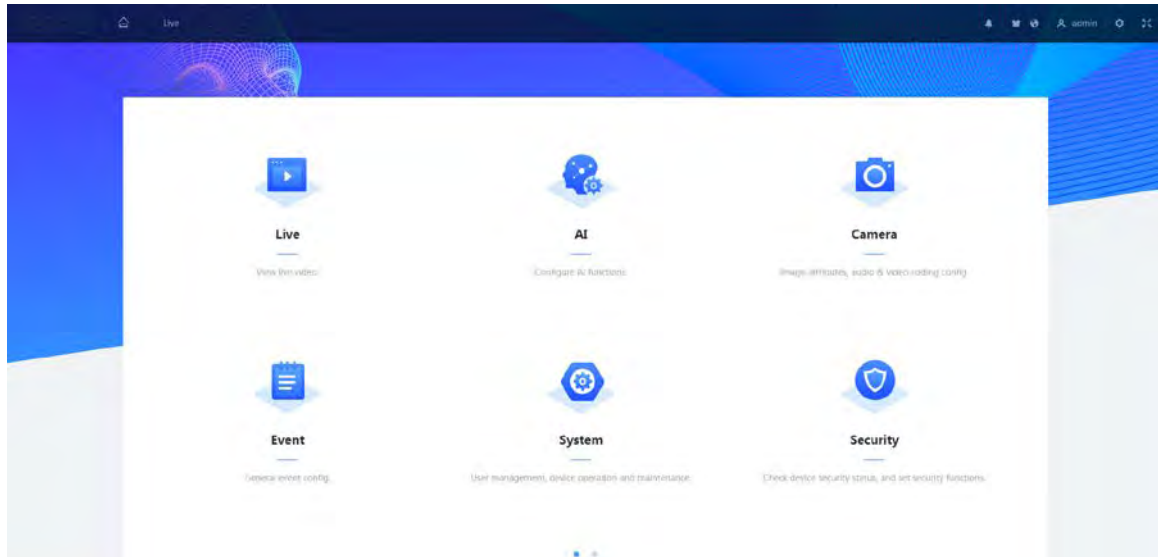 Live
admin
Live
AI
Camera
View live video.
Configure AI functions.
Image attributes, audio & video coding config.
Event
System
Security
General event config.
User management, device operation and maintenance.
Check device security status, and set security functions.